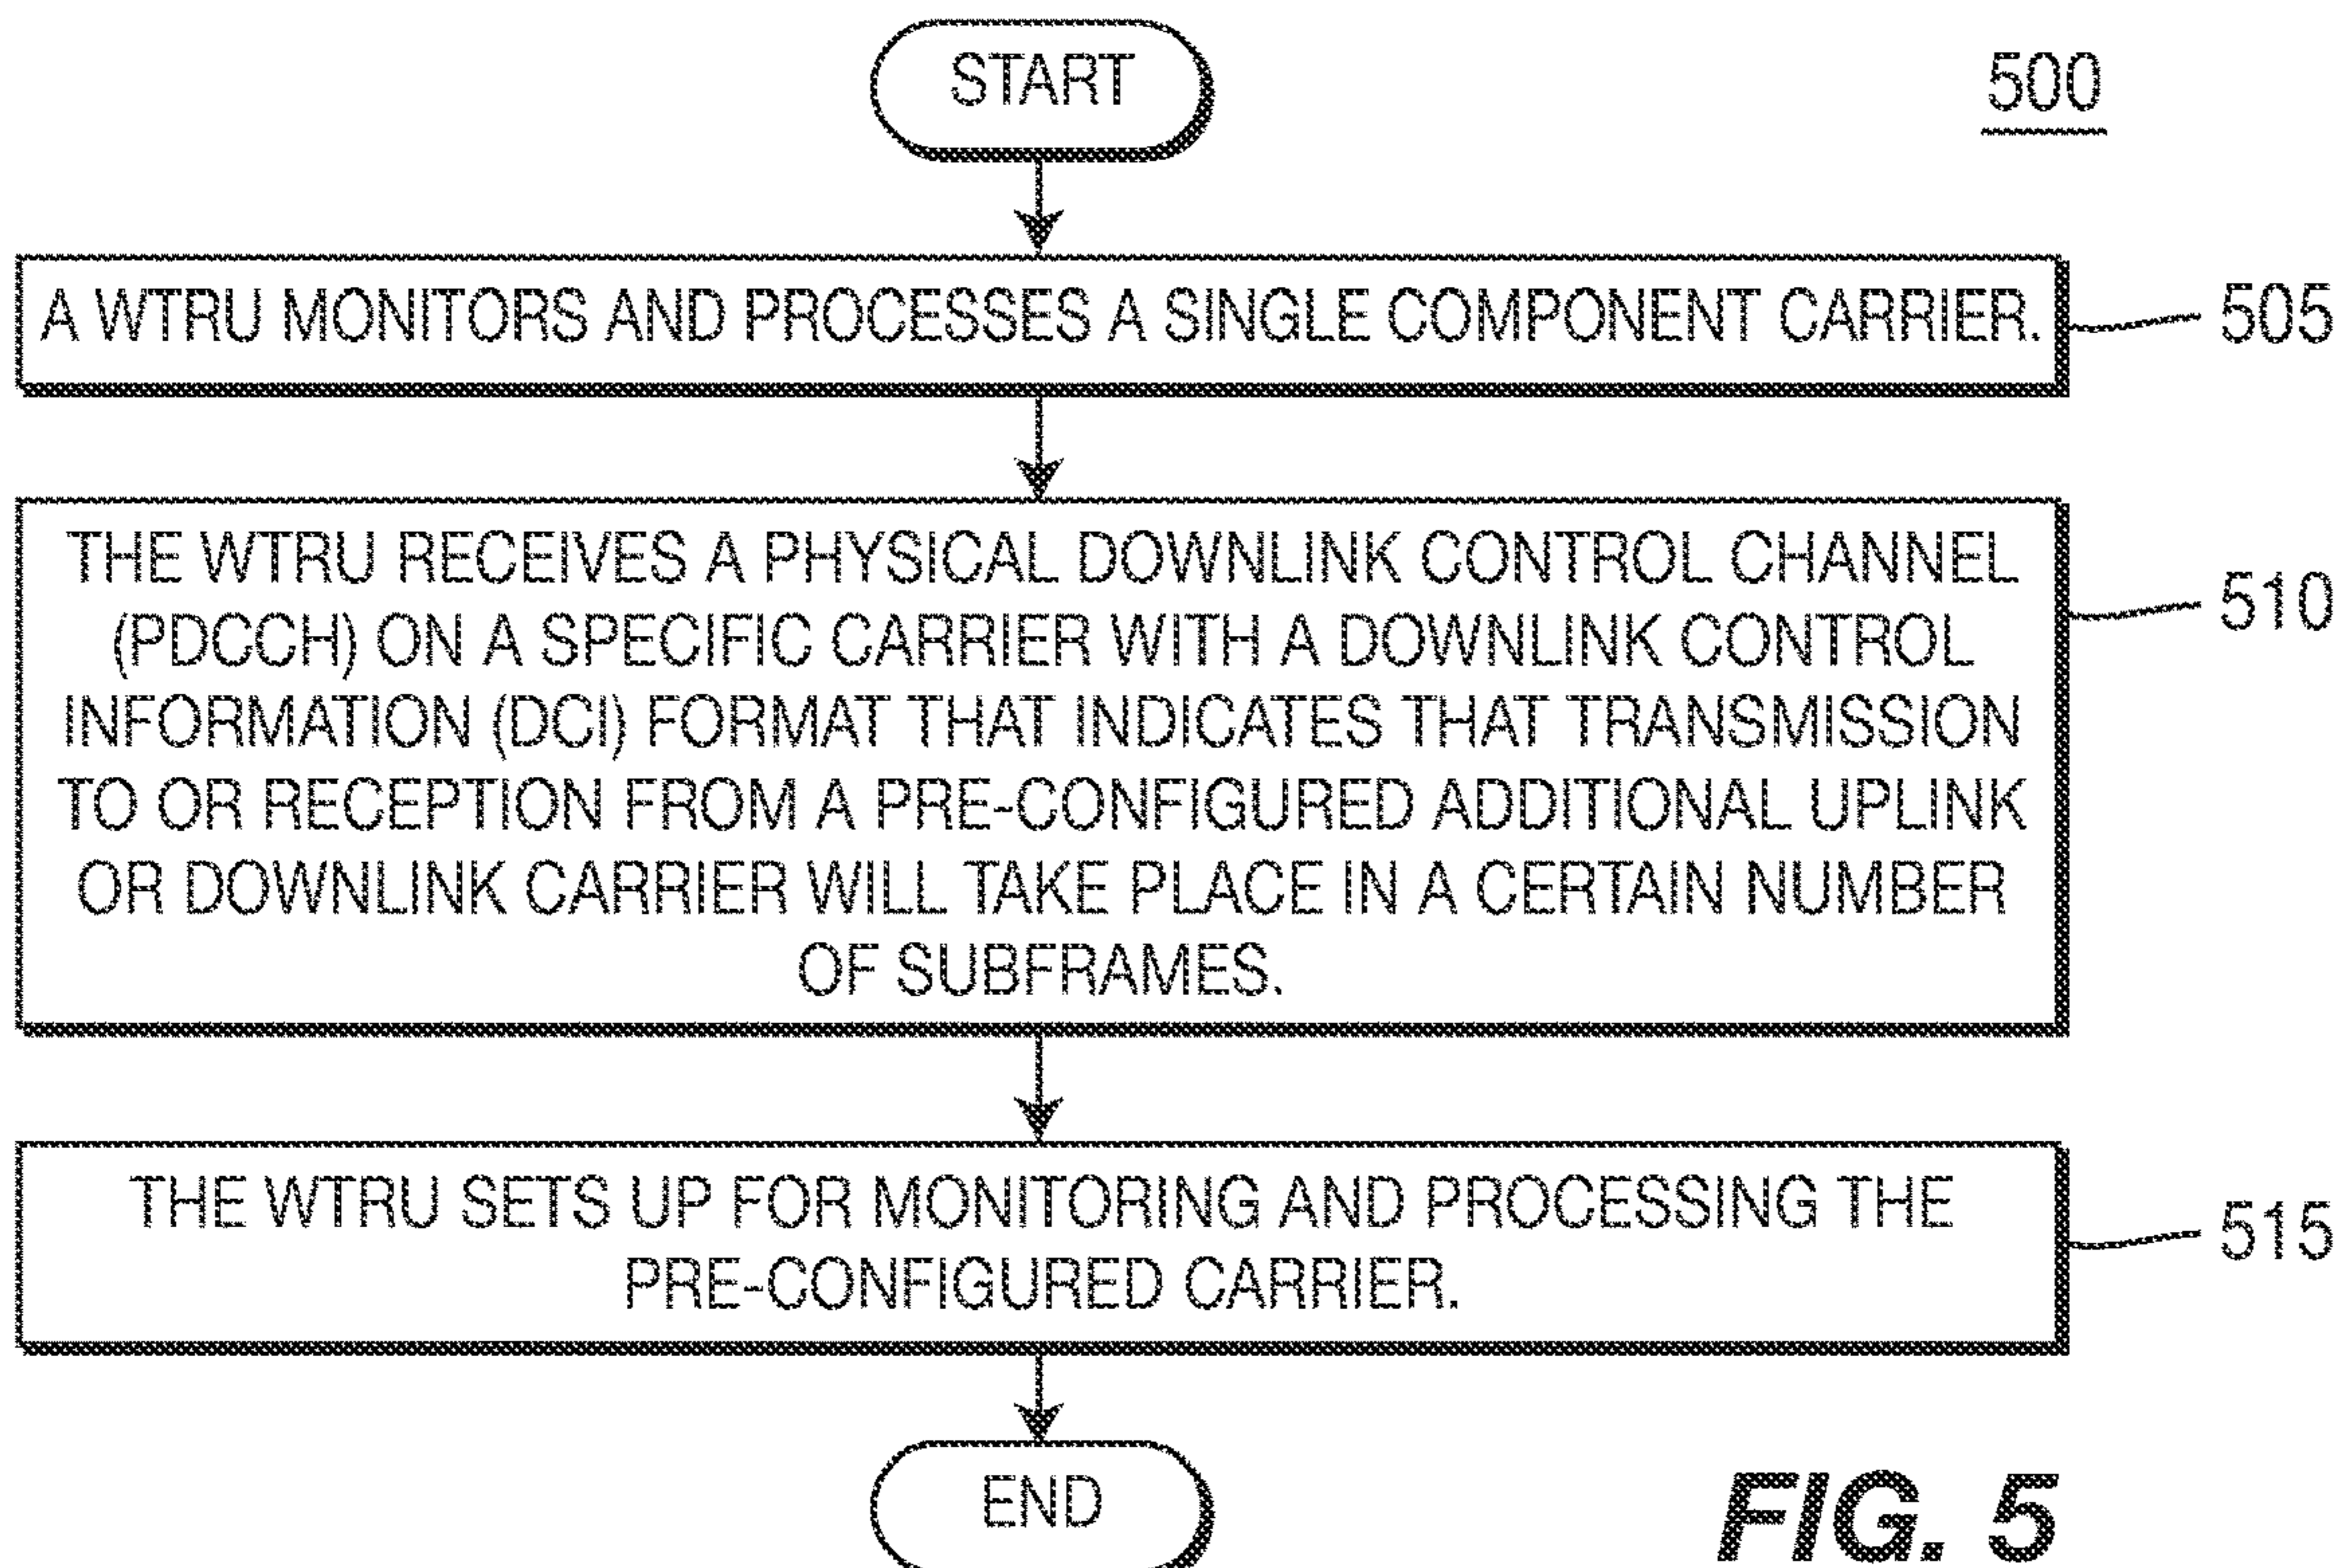 START
500
A WTRU MONITORS AND PROCESSES A SINGLE COMPONENT CARRIER.
505
THE WTRU RECEIVES A PHYSICAL DOWNLINK CONTROL CHANNEL
(PDCCH) ON A SPECIFIC CARRIER WITH A DOWNLINK CONTROL
INFORMATION (DCI) FORMAT THAT INDICATES THAT TRANSMISSION
TO OR RECEPTION FROM A PRE-CONFIGURED ADDITIONAL UPLINK
OR DOWNLINK CARRIER WILL TAKE PLACE IN A CERTAIN NUMBER
OF SUBFRAMES.
510
THE WTRU SETS UP FOR MONITORING AND PROCESSING THE
PRE-CONFIGURED CARRIER.
515
END
FIG. 5